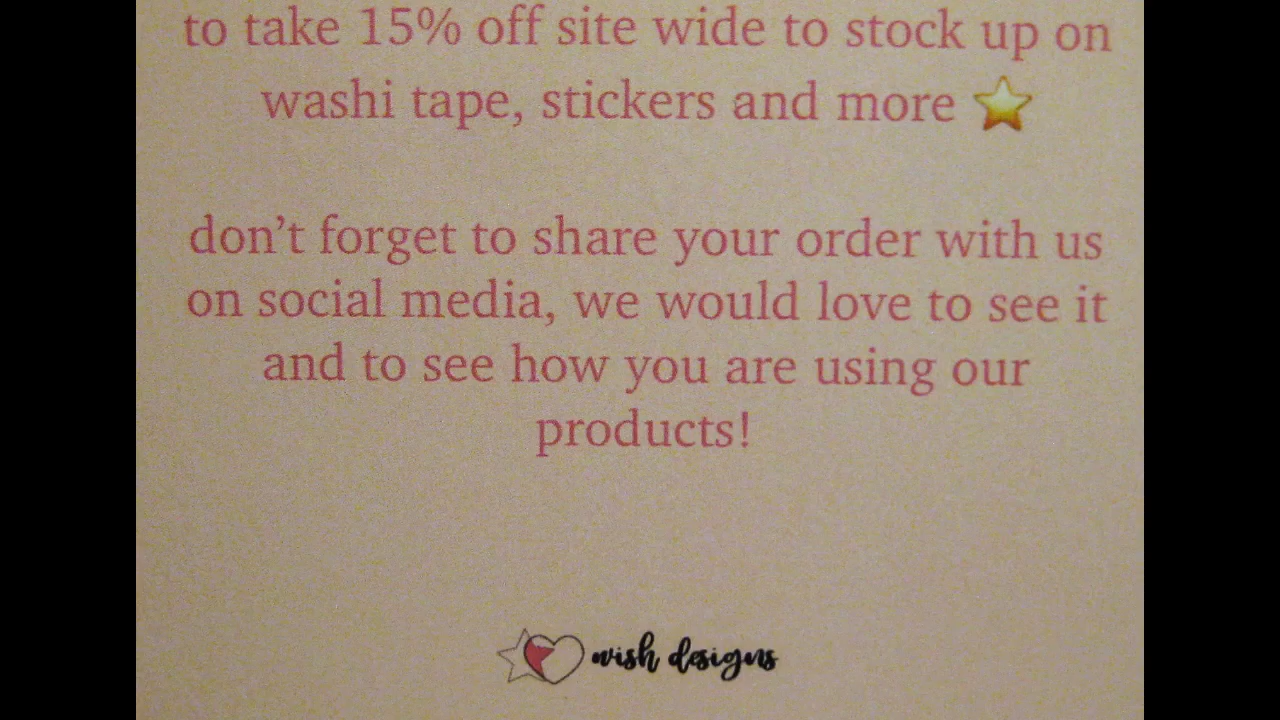 to take 15% off site wide to stock up on
washi tape, stickers and more ⭐
don't forget to share your order with us
on social media, we would love to see it
and to see how you are using our
products!
wish designs